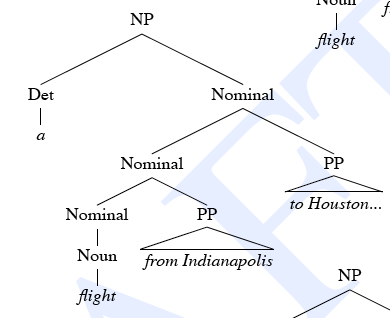 Noun
NP
flight
Det
Nominal
a
Nominal PP
to Houston...
Nominal PP
Noun
from Indianapolis
NP
flight